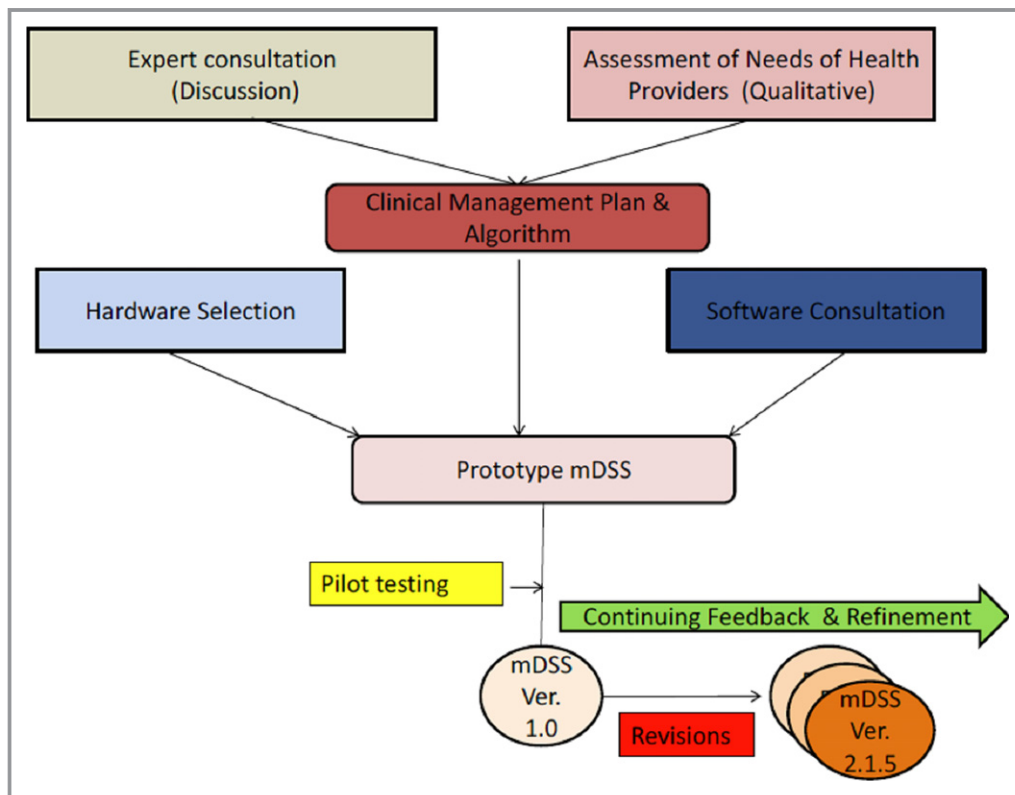 Expert consultation
(Discussion)
Assessment of Needs of Health
Providers (Qualitative)
Clinical Management Plan &
Algorithm
Hardware Selection
Software Consultation
Prototype mDSS
Pilot testing
Continuing Feedback & Refinement
mDSS
Ver.
1.0
Revisions
mDSS
Ver.
2.1.5